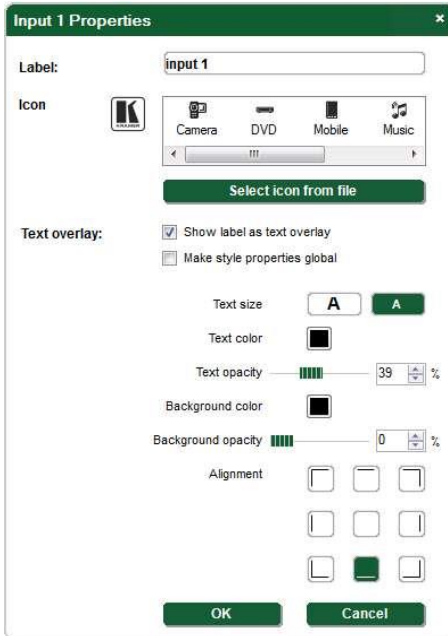 Input 1 Properties ×
Label: input 1
Icon
K
KRAMER
Camera DVD Mobile Music
Select icon from file
Text overlay: Show label as text overlay
Make style properties global
Text size A A
Text color
Text opacity 39 %
Background color
Background opacity 0 %
Alignment
OK Cancel